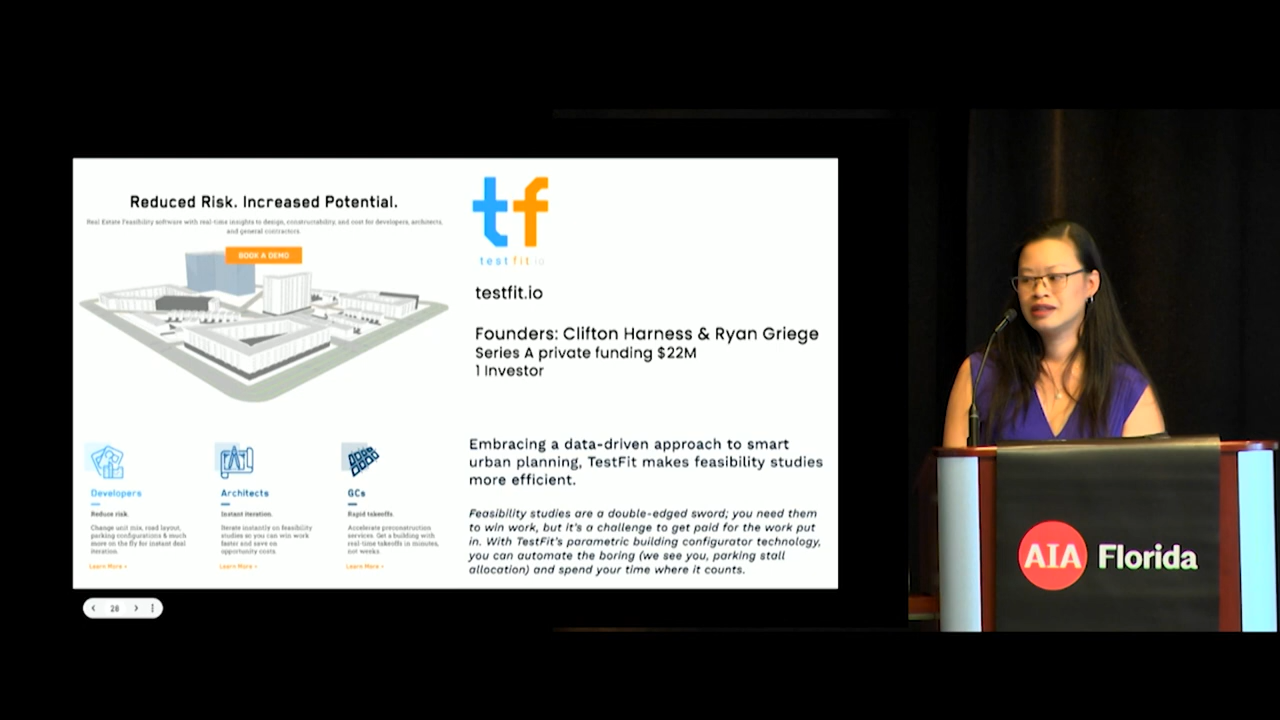 Reduced Risk. Increased Potential.
Real Estate Feasibility software with real-time insights to design, constructability, and cost for developers, architects,
and general contractors.
BOOK A DEMO
Developers
Reduce risk.
Change unit mix, road layout,
parking configurations & much
more on the fly for instant deal
iteration.
Learn More >
Architects
Instant iteration.
Iterate instantly on feasibility
studies so you can win work
faster and save on
opportunity costs.
Learn More >
GCs
Rapid takeoffs.
Accelerate preconstruction
services. Get a building with
real-time takeoffs in minutes,
not weeks.
Learn More >
tf
testfit.io
testfit.io
Founders: Clifton Harness & Ryan Griege
Series A private funding $22M
1 Investor
Embracing a data-driven approach to smart
urban planning, TestFit makes feasibility studies
more efficient.
Feasibility studies are a double-edged sword; you need them
to win work, but it's a challenge to get paid for the work put
in. With TestFit's parametric building configurator technology,
you can automate the boring (we see you, parking stall
allocation) and spend your time where it counts.
28
AIA Florida